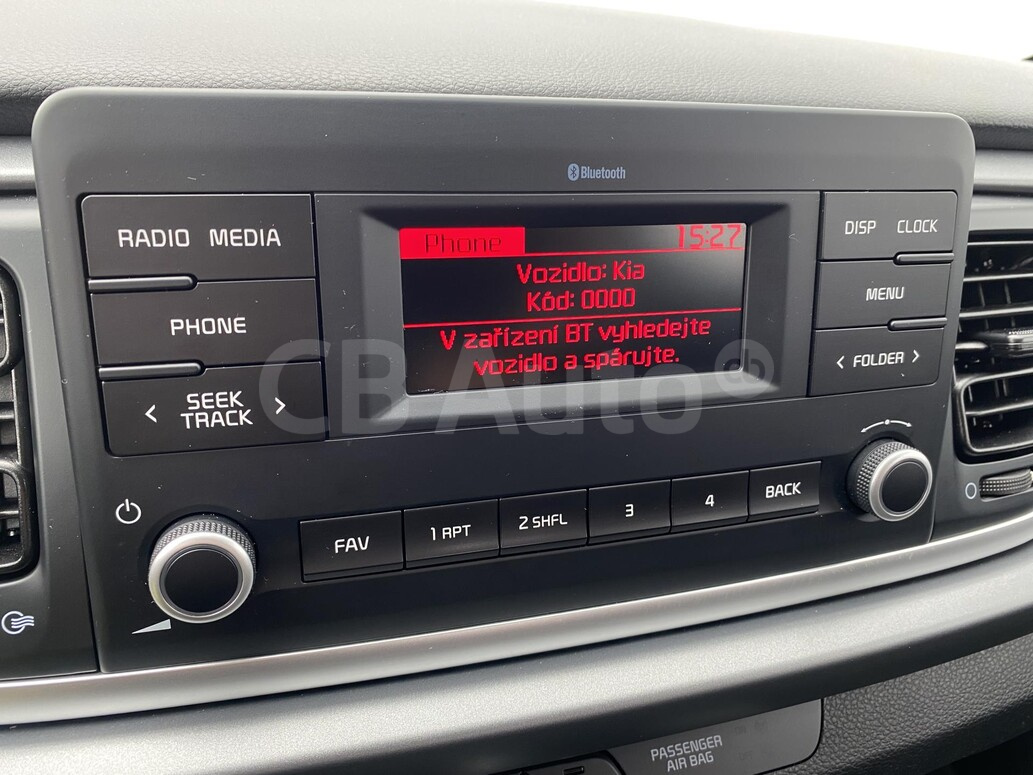 Bluetooth
RADIO MEDIA
PHONE
< SEEK TRACK >
Phone 15:27
Vozidlo: Kia
Kód: 0000
V zařízení BT vyhledejte
vozidlo a spárujte.
DISP CLOCK
MENU
< FOLDER >
CB Auto cb
FAV
1 RPT
2 SHFL
3
4
BACK
PASSENGER
AIR BAG